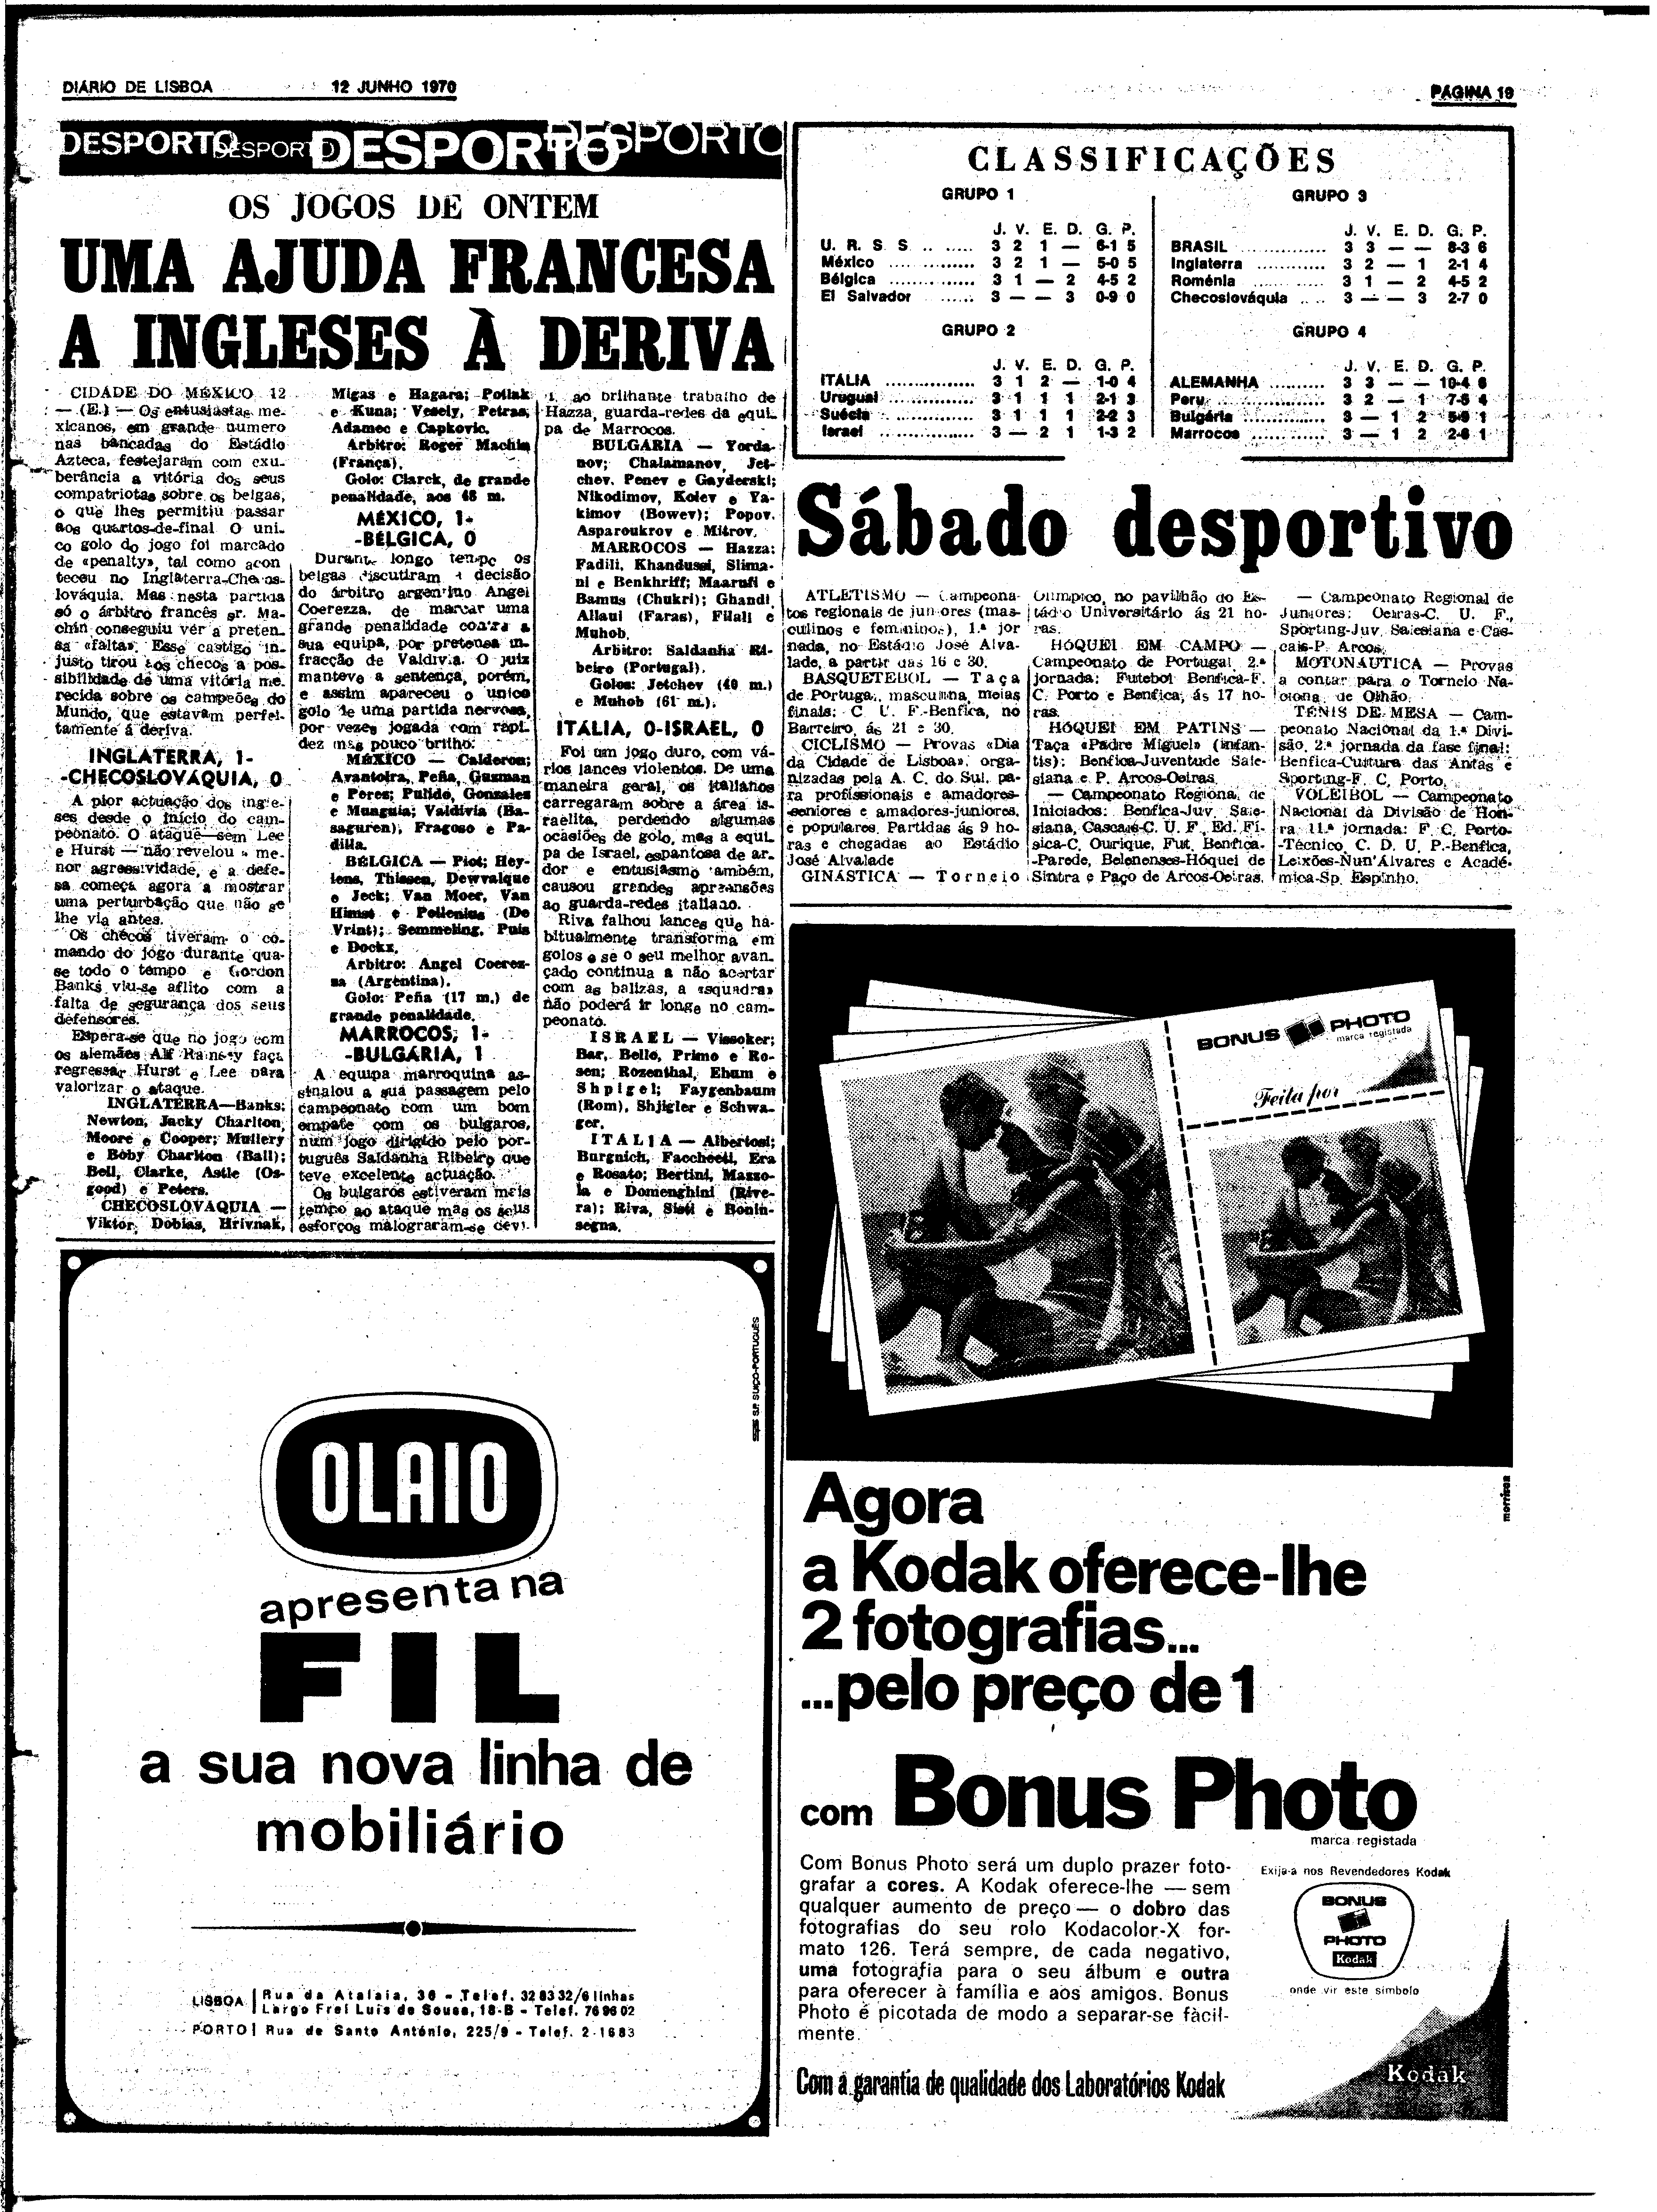 DIÁRIO DE LISBOA
12 JUNHO 1970
PÁGINA 19
DESPORTO DESPORTO DESPORTO DESPORTO
OS JOGOS DE ONTEM
UMA AJUDA FRANCESA
A INGLESES À DERIVA
CIDADE DO MÉXICO 12
— (E.) — Os entusiastas me-
xicanos, em grande numero
nas bancadas do Estádio
Azteca, festejaram com exu-
berância a vitória dos seus
compatriotas sobre os belgas,
o que lhes permitiu passar
aos quartos-de-final. O uni-
co golo do jogo foi marcado
de «penalty», tal como acon
teceu no Inglaterra-Checos-
lováquia. Mas nesta partida
só o árbitro francês sr. Ma-
chin conseguiu vêr a preten-
sa «falta». Esse castigo in-
justo tirou aos checos a pos-
sibilidade de uma vitória me-
recida sobre os campeões do
Mundo, que estavam perfei-
tamente á deriva.
INGLATERRA, 1-
-CHECOSLOVÁQUIA, 0
A pior actuação dos ingle-
ses desde o início do cam-
peonato. O ataque—sem Lee
e Hurst — não revelou a me-
nor agressividade, e a defe-
sa começa agora a mostrar
uma perturbação que não se
lhe via antes.
Os checos tiveram o co-
mando do jogo durante qua-
se todo o tempo e Gordon
Banks viu-se aflito com a
falta de segurança dos seus
defensores.
Espera-se que no jogo com
os alemães Alf Ramsey faça
regressar Hurst e Lee para
valorizar o ataque.
INGLATERRA—Banks;
Newton, Jacky Charlton,
Moore e Cooper; Mullery
e Boby Charlton (Ball);
Bell, Clarke, Astle (Os-
good) e Peters.
CHECOSLOVAQUIA —
Viktor, Dobias, Hrivnak,
Migas e Hagara; Pollak
e Kuna; Vesely, Petras,
Adamec e Capkovic.
Arbitro: Roger Machin
(França).
Golo: Clarck, de grande
penalidade, aos 48 m.
MÉXICO, 1-
-BÉLGICA, 0
Durante longo tempo os
belgas discutiram a decisão
do árbitro argentino Angel
Coerezza, de marcar uma
grande penalidade contra a
sua equipa, por pretensa in-
fracção de Valdivia. O juiz
manteve a sentença, porém,
e assim apareceu o unico
golo de uma partida nervosa,
por vezes jogada com rapi-
dez mas pouco brilho:
MÉXICO — Calderon;
Avantoira, Peña, Gusman
e Peres; Pulido, Gonzales
e Munguia; Valdivia (Ba-
saguren), Fragoso e Pa-
dilla.
BÉLGICA — Piot; Hey-
lens, Thissen, Dewvalque
e Jeck; Van Moer, Van
Himst e Pollenius (De
Vrint); Semmeling, Puis
e Dockx.
Arbitro: Angel Coerez-
sa (Argentina).
Golo: Peña (17 m.) de
grande penalidade.
MARROCOS, 1-
-BULGÁRIA, 1
A equipa marroquina as-
sinalou a sua passagem pelo
campeonato com um bom
empate com os bulgaros,
num jogo dirigido pelo por-
tuguês Saldanha Ribeiro que
teve excelente actuação.
Os bulgaros estiveram mais
tempo ao ataque mas os seus
esforços malograram-se devi-
ao brilhante trabalho de
Hazza, guarda-redes da equi
pa de Marrocos.
BULGARIA — Yorda-
nov; Chalamanov, Jet-
chev, Penev e Gayderski;
Nikodimov, Kolev e Ya-
kimov (Bowev); Popov,
Asparoukrov e Mitrov.
MARROCOS — Hazza;
Fadili, Khandussi, Slima-
ni e Benkhriff; Maarufi e
Bamus (Chukri); Ghandi,
Allaui (Faras), Filali e
Muhob.
Arbitro: Saldanha Ri-
beiro (Portugal).
Golos: Jetchev (40 m.)
e Muhob (61 m.).
ITÁLIA, 0-ISRAEL, 0
Foi um jogo duro, com vá-
rios lances violentos. De uma
maneira geral, os italianos
carregaram sobre a área is-
raelita, perdendo algumas
ocasiões de golo, mas a equi
pa de Israel, espantosa de ar-
dor e entusiasmo também,
causou grandes apreensões
ao guarda-redes italiano.
Riva falhou lances que ha-
bitualmente transforma em
golos e se o seu melhor avan-
çado continua a não acertar
com as balizas, a «squadra»
não poderá ir longe no cam-
peonato.
ISRAEL — Vissoker;
Bar, Bello, Primo e Ro-
sen; Rozenthal, Ehum e
Shpigel; Faygenbaum
(Rom), Shjigler e Schwa-
ger.
ITÁLIA — Albertosi;
Burgnich, Faccheeti, Era
e Rosato; Bertini, Mazzo-
la e Domenghini (Rive-
ra); Riva, Sisti e Bonin-
segna.
CLASSIFICAÇÕES
GRUPO 1
J. V. E. D. G. P.
U. R. S. S. ........ 3 2 1 — 6-1 5
México .............. 3 2 1 — 5-0 5
Bélgica .............. 3 1 — 2 4-5 2
El Salvador ...... 3 — — 3 0-9 0
GRUPO 2
J. V. E. D. G. P.
ITÁLIA ................ 3 1 2 — 1-0 4
Uruguai .............. 3 1 1 1 2-1 3
Suécia ................ 3 1 1 1 2-2 3
Israel ................. 3 — 2 1 1-3 2
GRUPO 3
J. V. E. D. G. P.
BRASIL ............... 3 3 — — 8-3 6
Inglaterra ........... 3 2 — 1 2-1 4
Roménia ............. 3 1 — 2 4-5 2
Checoslováquia .... 3 — — 3 2-7 0
GRUPO 4
J. V. E. D. G. P.
ALEMANHA .......... 3 3 — — 10-4 6
Peru ................... 3 2 — 1 7-5 4
Bulgária .............. 3 — 1 2 5-9 1
Marrocos ............ 3 — 1 2 2-6 1
Sábado desportivo
ATLETISMO — Campeona-
tos regionais de juniores (mas-
culinos e femininos), 1.ª jor
nada, no Estádio José Alva-
lade, a partir das 16 e 30.
BASQUETEBOL — Taça
de Portugal, masculina, meias
finais: C. U. F.-Benfica, no
Barreiro, ás 21 e 30.
CICLISMO — Provas «Dia
da Cidade de Lisboa», orga-
nizadas pela A. C. do Sul, pa-
ra profissionais e amadores-
seniores e amadores-juniores,
e populares. Partidas ás 9 ho-
ras e chegadas ao Estádio
José Alvalade
GINÁSTICA — Torneio
Olímpico, no pavilhão do Es-
tádio Universitário ás 21 ho-
ras.
HÓQUEI EM CAMPO —
Campeonato de Portugal, 2.ª
jornada: Futebol Benfica-F.
C. Porto e Benfica, ás 17 ho-
ras.
HÓQUEI EM PATINS —
Taça «Padre Miguel» (infan-
tis): Benfica-Juventude Sale-
siana e P. Arcos-Oeiras.
— Campeonato Regional de
Iniciados: Benfica-Juv. Sale-
siana, Cascais-C. U. F., Ed. Fí-
sica-C. Ourique, Fut. Benfica-
-Parede, Belenenses-Hóquei de
Sintra e Paço de Arcos-Oeiras.
— Campeonato Regional de
Juniores: Oeiras-C. U. F.,
Sporting-Juv. Salesiana e Cas-
cais-P. Arcos.
MOTONÁUTICA — Provas
a contar para o Torneio Na-
cional de Olhão.
TÉNIS DE MESA — Cam-
peonato Nacional da 1.ª Divi-
são, 2.ª jornada da fase final:
Benfica-Cultura das Antas e
Sporting-F. C. Porto.
VOLEIBOL — Campeonato
Nacional da Divisão de Hon-
ra 11.ª jornada: F. C. Porto-
-Técnico, C. D. U. P.-Benfica,
Leixões-Nun'Álvares e Acadé-
mica-Sp. Espinho.
BONUS PHOTO
marca registada
Feita por
OLAIO
apresenta na
FIL
a sua nova linha de
mobiliário
LISBOA Rua da Atalaia, 36 - Telef. 32 83 32/6 linhas
Largo Frei Luis de Sousa, 18-B - Telef. 76 96 02
PORTO Rua de Santo António, 225/9 - Telef. 2-1683
S.P. SUIÇO-PORTUGUÊS
morrisea
Agora
a Kodak oferece-lhe
2 fotografias...
...pelo preço de 1
com Bonus Photo
marca registada
Com Bonus Photo será um duplo prazer foto-
grafar a cores. A Kodak oferece-lhe — sem
qualquer aumento de preço — o dobro das
fotografias do seu rolo Kodacolor-X for-
mato 126. Terá sempre, de cada negativo,
uma fotografia para o seu álbum e outra
para oferecer à família e aos amigos. Bonus
Photo é picotada de modo a separar-se fàcil-
mente.
Com a garantia de qualidade dos Laboratórios Kodak
Exija-a nos Revendedores Kodak
BONUS
PHOTO
Kodak
onde vir este símbolo
Kodak